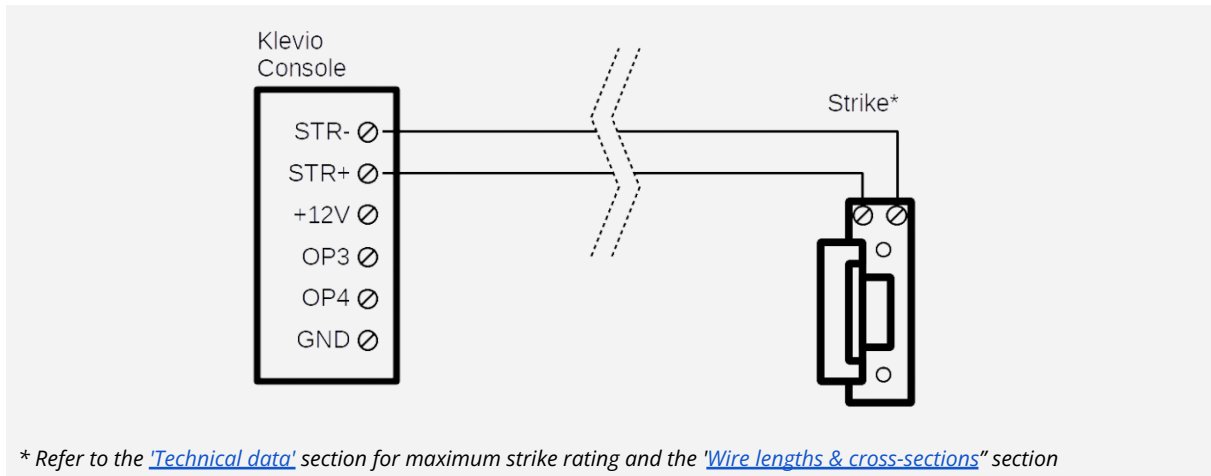 Klevio
Console
STR-
Strike*
STR+
+12V
OP3
OP4
GND
* Refer to the 'Technical data' section for maximum strike rating and the 'Wire lengths & cross-sections” section